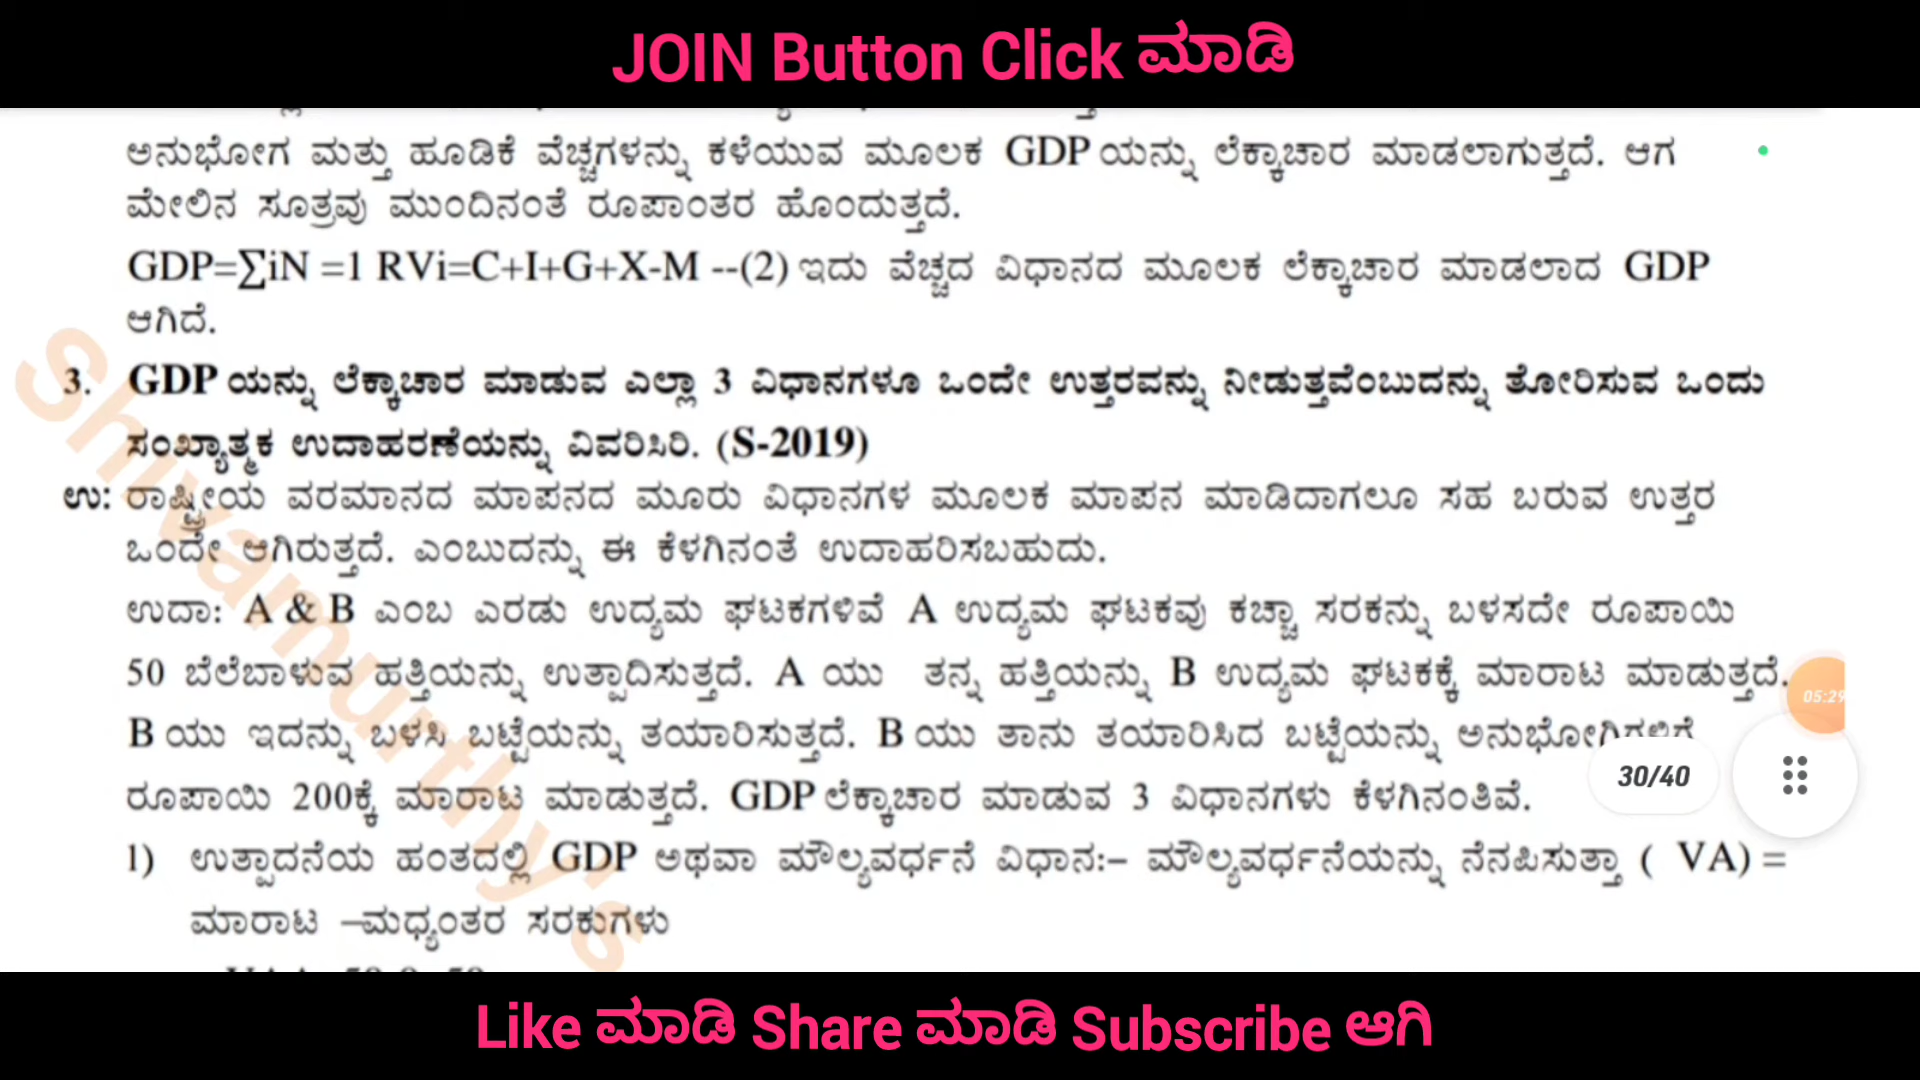 JOIN Button Click ಮಾಡಿ
ಅನುಭೋಗ ಮತ್ತು ಹೂಡಿಕೆ ವೆಚ್ಚಗಳನ್ನು ಕಳೆಯುವ ಮೂಲಕ GDP ಯನ್ನು ಲೆಕ್ಕಾಚಾರ ಮಾಡಲಾಗುತ್ತದೆ. ಆಗ
ಮೇಲಿನ ಸೂತ್ರವು ಮುಂದಿನಂತೆ ರೂಪಾಂತರ ಹೊಂದುತ್ತದೆ.
GDP=∑iN =1 RVi=C+I+G+X-M --(2) ಇದು ವೆಚ್ಚದ ವಿಧಾನದ ಮೂಲಕ ಲೆಕ್ಕಾಚಾರ ಮಾಡಲಾದ GDP
ಆಗಿದೆ.
3. GDP ಯನ್ನು ಲೆಕ್ಕಾಚಾರ ಮಾಡುವ ಎಲ್ಲಾ 3 ವಿಧಾನಗಳೂ ಒಂದೇ ಉತ್ತರವನ್ನು ನೀಡುತ್ತವೆಂಬುದನ್ನು ತೋರಿಸುವ ಒಂದು
ಸಂಖ್ಯಾತ್ಮಕ ಉದಾಹರಣೆಯನ್ನು ವಿವರಿಸಿರಿ. (S-2019)
ಉ: ರಾಷ್ಟ್ರೀಯ ವರಮಾನದ ಮಾಪನದ ಮೂರು ವಿಧಾನಗಳ ಮೂಲಕ ಮಾಪನ ಮಾಡಿದಾಗಲೂ ಸಹ ಬರುವ ಉತ್ತರ
ಒಂದೇ ಆಗಿರುತ್ತದೆ. ಎಂಬುದನ್ನು ಈ ಕೆಳಗಿನಂತೆ ಉದಾಹರಿಸಬಹುದು.
ಉದಾ: A & B ಎಂಬ ಎರಡು ಉದ್ಯಮ ಘಟಕಗಳಿವೆ A ಉದ್ಯಮ ಘಟಕವು ಕಚ್ಚಾ ಸರಕನ್ನು ಬಳಸದೇ ರೂಪಾಯಿ
50 ಬೆಲೆಬಾಳುವ ಹತ್ತಿಯನ್ನು ಉತ್ಪಾದಿಸುತ್ತದೆ. A ಯು ತನ್ನ ಹತ್ತಿಯನ್ನು B ಉದ್ಯಮ ಘಟಕಕ್ಕೆ ಮಾರಾಟ ಮಾಡುತ್ತದೆ.
05:29
B ಯು ಇದನ್ನು ಬಳಸಿ ಬಟ್ಟೆಯನ್ನು ತಯಾರಿಸುತ್ತದೆ. B ಯು ತಾನು ತಯಾರಿಸಿದ ಬಟ್ಟೆಯನ್ನು ಅನುಭೋಗಿಗಳಿಗೆ
30/40
ರೂಪಾಯಿ 200ಕ್ಕೆ ಮಾರಾಟ ಮಾಡುತ್ತದೆ. GDP ಲೆಕ್ಕಾಚಾರ ಮಾಡುವ 3 ವಿಧಾನಗಳು ಕೆಳಗಿನಂತಿವೆ.
1) ಉತ್ಪಾದನೆಯ ಹಂತದಲ್ಲಿ GDP ಅಥವಾ ಮೌಲ್ಯವರ್ಧನೆ ವಿಧಾನ:– ಮೌಲ್ಯವರ್ಧನೆಯನ್ನು ನೆನಪಿಸುತ್ತಾ ( VA) =
ಮಾರಾಟ –ಮಧ್ಯಂತರ ಸರಕುಗಳು
Shivamurthy's
Like ಮಾಡಿ Share ಮಾಡಿ Subscribe ಆಗಿ